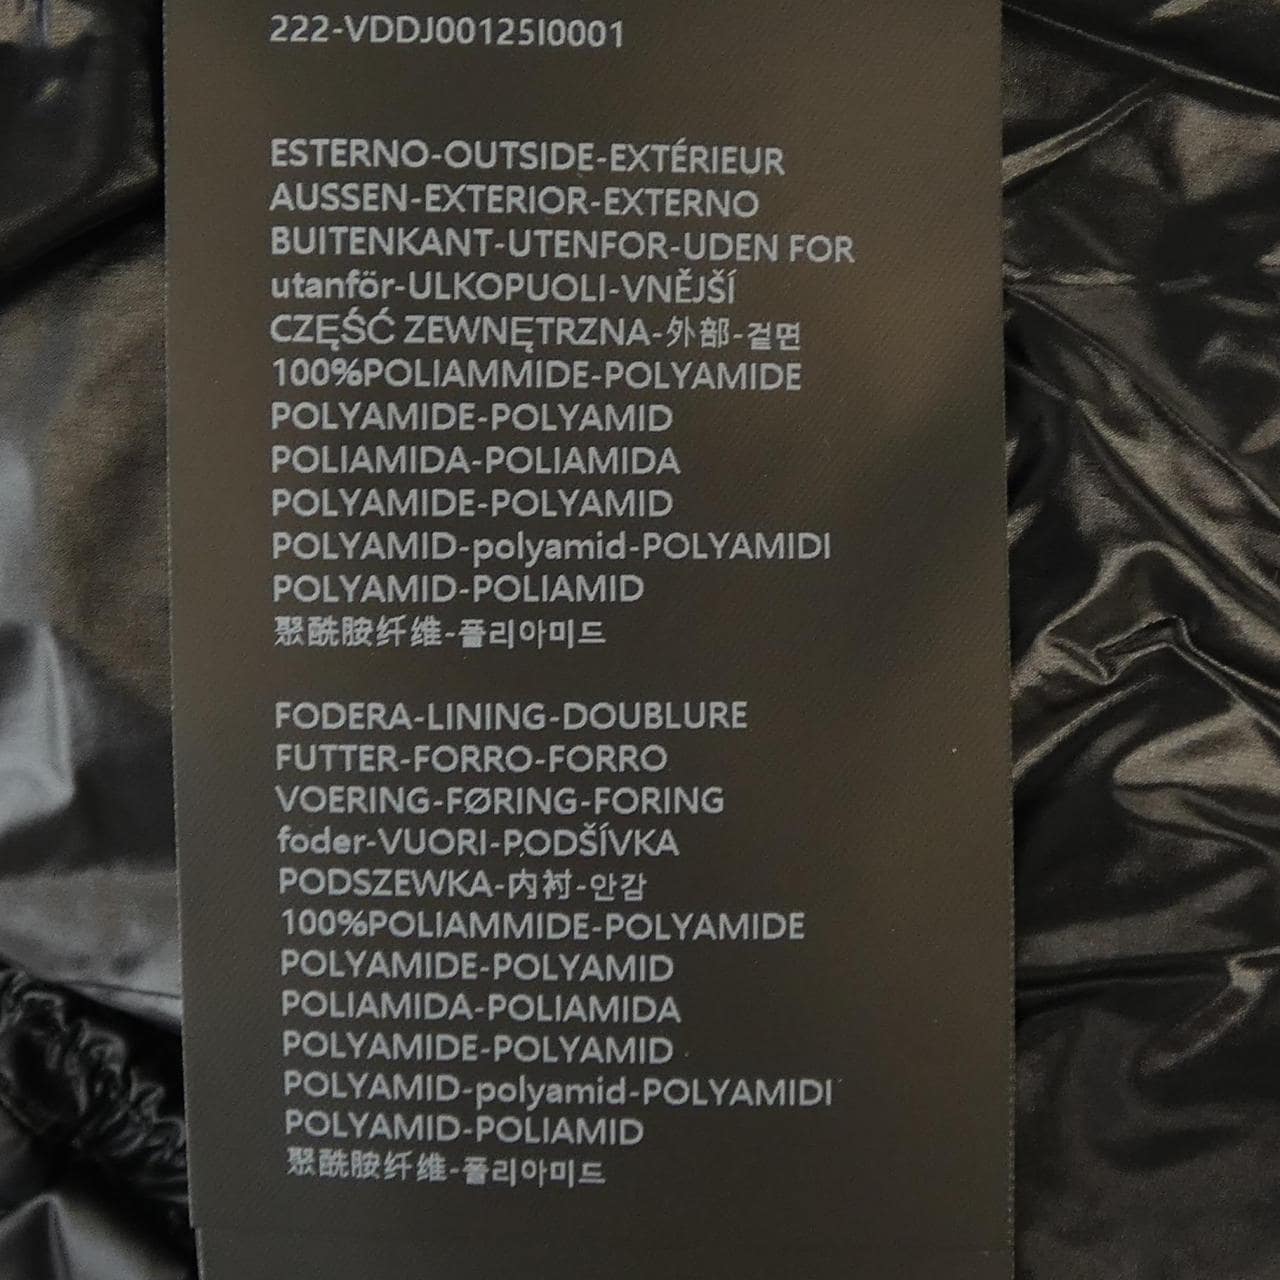 222-VDDJ00125I0001
ESTERNO-OUTSIDE-EXTÉRIEUR
AUSSEN-EXTERIOR-EXTERNO
BUITENKANT-UTENFOR-UDEN FOR
utanför-ULKOPUOLI-VNĚJŠÍ
CZĘŚĆ ZEWNĘTRZNA-外部-겉면
100%POLIAMMIDE-POLYAMIDE
POLYAMIDE-POLYAMID
POLIAMIDA-POLIAMIDA
POLYAMIDE-POLYAMID
POLYAMID-polyamid-POLYAMIDI
POLYAMID-POLIAMID
聚酰胺纤维-폴리아미드
FODERA-LINING-DOUBLURE
FUTTER-FORRO-FORRO
VOERING-FØRING-FORING
foder-VUORI-PODŠÍVKA
PODSZEWKA-内衬-안감
100%POLIAMMIDE-POLYAMIDE
POLYAMIDE-POLYAMID
POLIAMIDA-POLIAMIDA
POLYAMIDE-POLYAMID
POLYAMID-polyamid-POLYAMIDI
POLYAMID-POLIAMID
聚酰胺纤维-폴리아미드